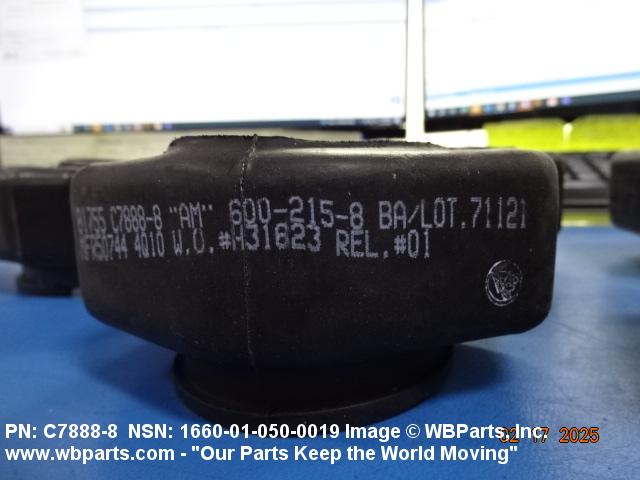 81755 C7888-8 "AM" 600-215-8 BA/LOT.71121
MFR50744 4Q10 W.O.#H31823 REL.#01
PN: C7888-8 NSN: 1660-01-050-0019 Image © WBParts, Inc.
02 17 2025
www.wbparts.com - "Our Parts Keep the World Moving"